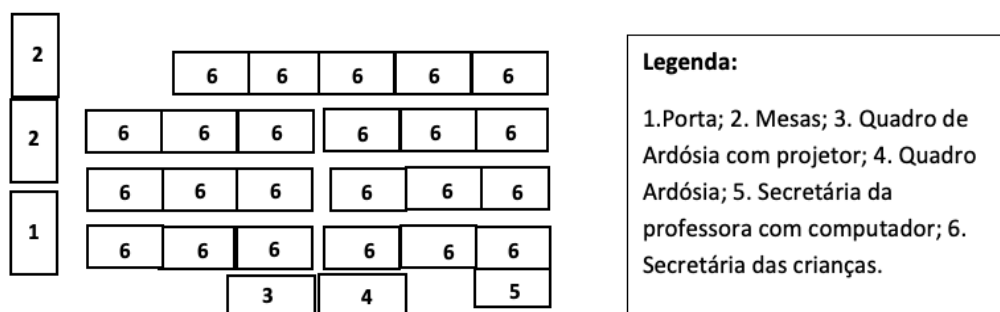 2
6 6 6 6 6
2
6 6 6 6 6 6
6 6 6 6 6 6
1
6 6 6 6 6 6
3 4 5
Legenda:
1.Porta; 2. Mesas; 3. Quadro de
Ardósia com projetor; 4. Quadro
Ardósia; 5. Secretária da
professora com computador; 6.
Secretária das crianças.